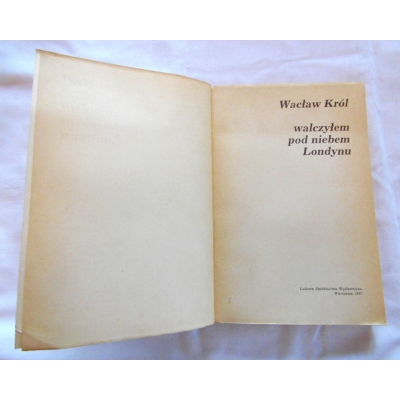 Wacław Król
walczyłem
pod niebem
Londynu
Ludowa Spółdzielnia Wydawnicza
Warszawa